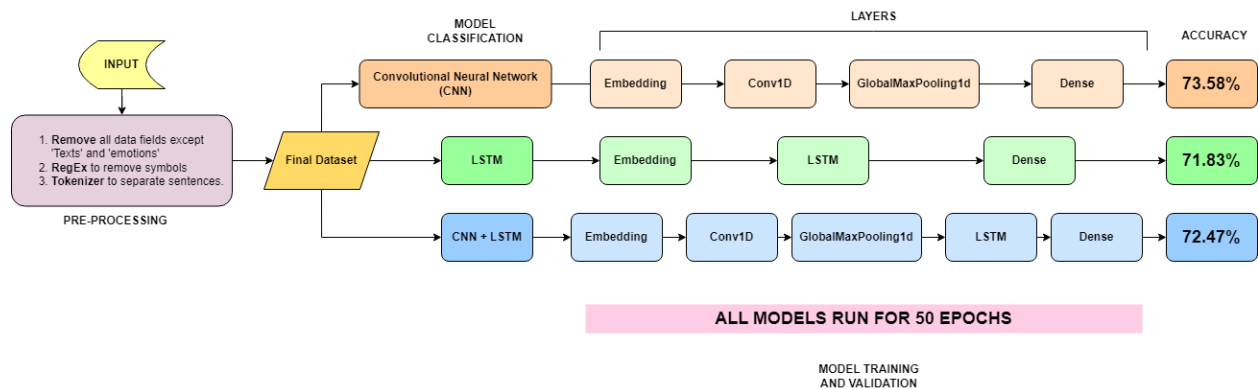 MODEL
CLASSIFICATION
LAYERS
ACCURACY
INPUT
Convolutional Neural Network
(CNN)
Embedding
Conv1D
GlobalMaxPooling1d
Dense
73.58%
1. Remove all data fields except
'Texts' and 'emotions'
2. RegEx to remove symbols
3. Tokenizer to separate sentences.
PRE-PROCESSING
Final Dataset
LSTM
Embedding
LSTM
Dense
71.83%
CNN + LSTM
Embedding
Conv1D
GlobalMaxPooling1d
LSTM
Dense
72.47%
ALL MODELS RUN FOR 50 EPOCHS
MODEL TRAINING
AND VALIDATION